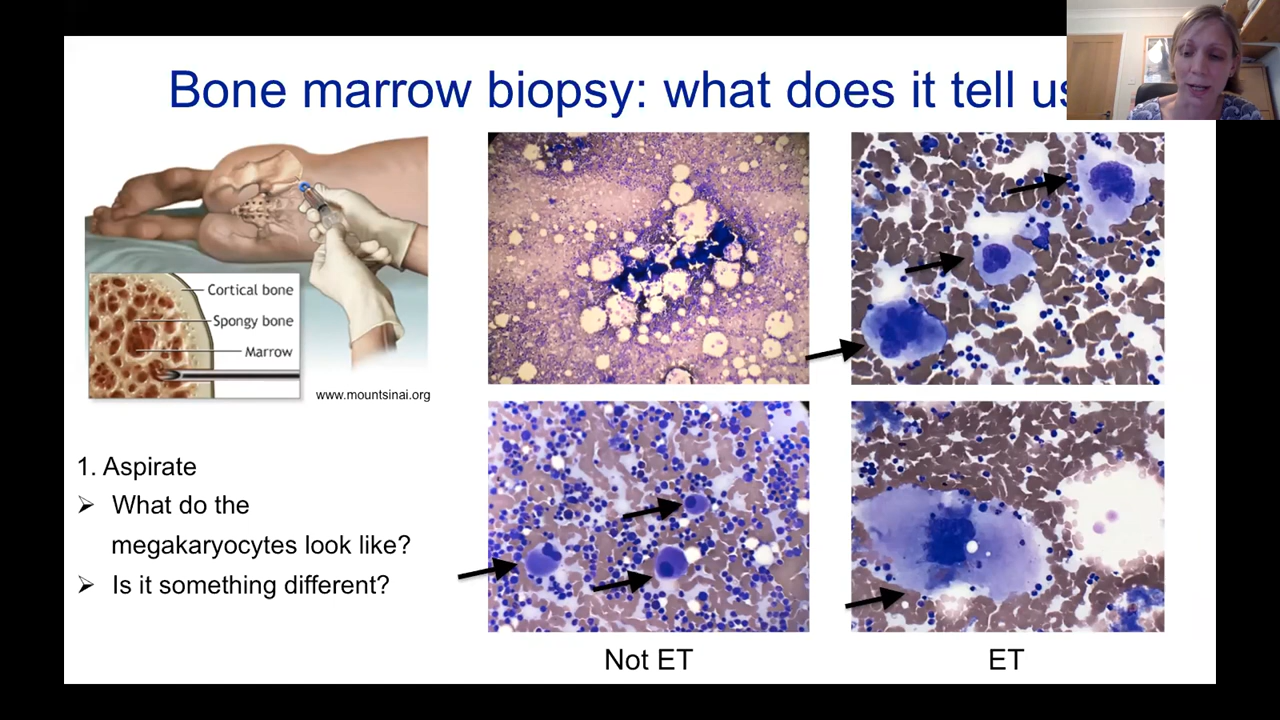 Bone marrow biopsy: what does it tell us
Cortical bone
Spongy bone
Marrow
www.mountsinai.org
1. Aspirate
➢ What do the
megakaryocytes look like?
➢ Is it something different?
Not ET
ET